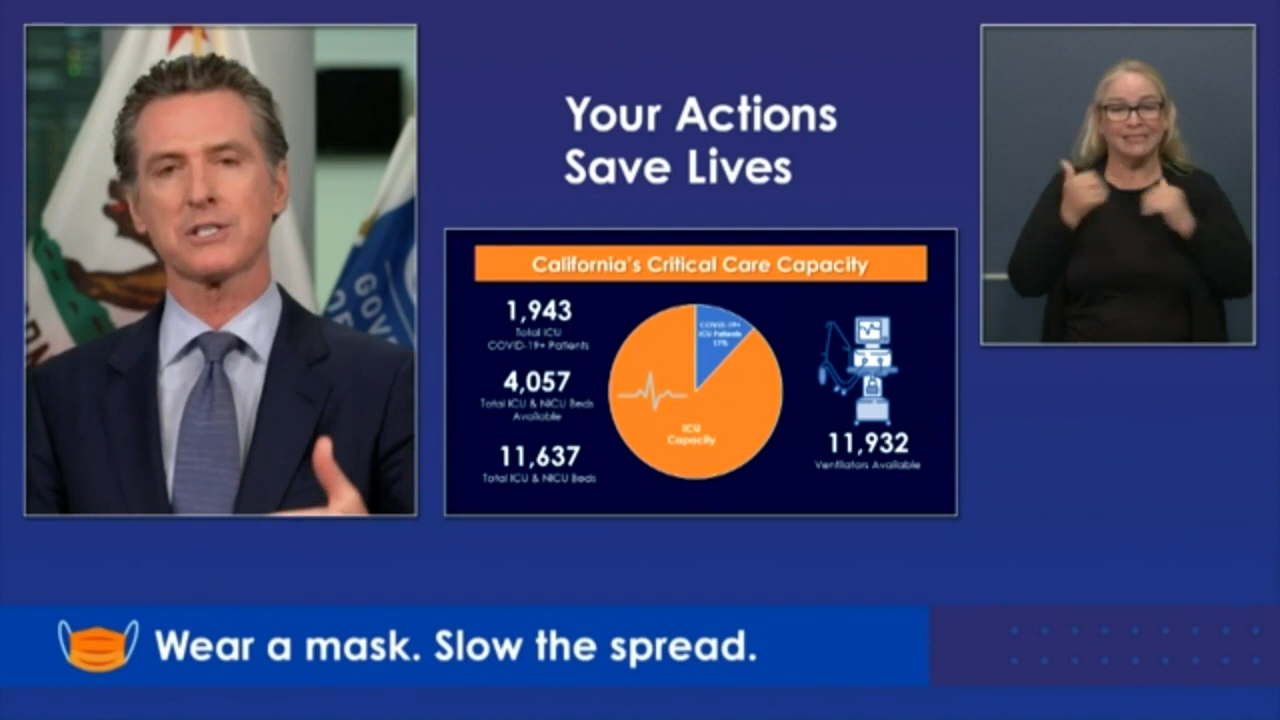 Your Actions
Save Lives
California's Critical Care Capacity
1,943
Total ICU
COVID-19+ Patients
4,057
Total ICU & NICU Beds
Available
11,637
Total ICU & NICU Beds
COVID-19+
ICU Patients
17%
ICU
Capacity
11,932
Ventilators Available
GOV
Wear a mask. Slow the spread.